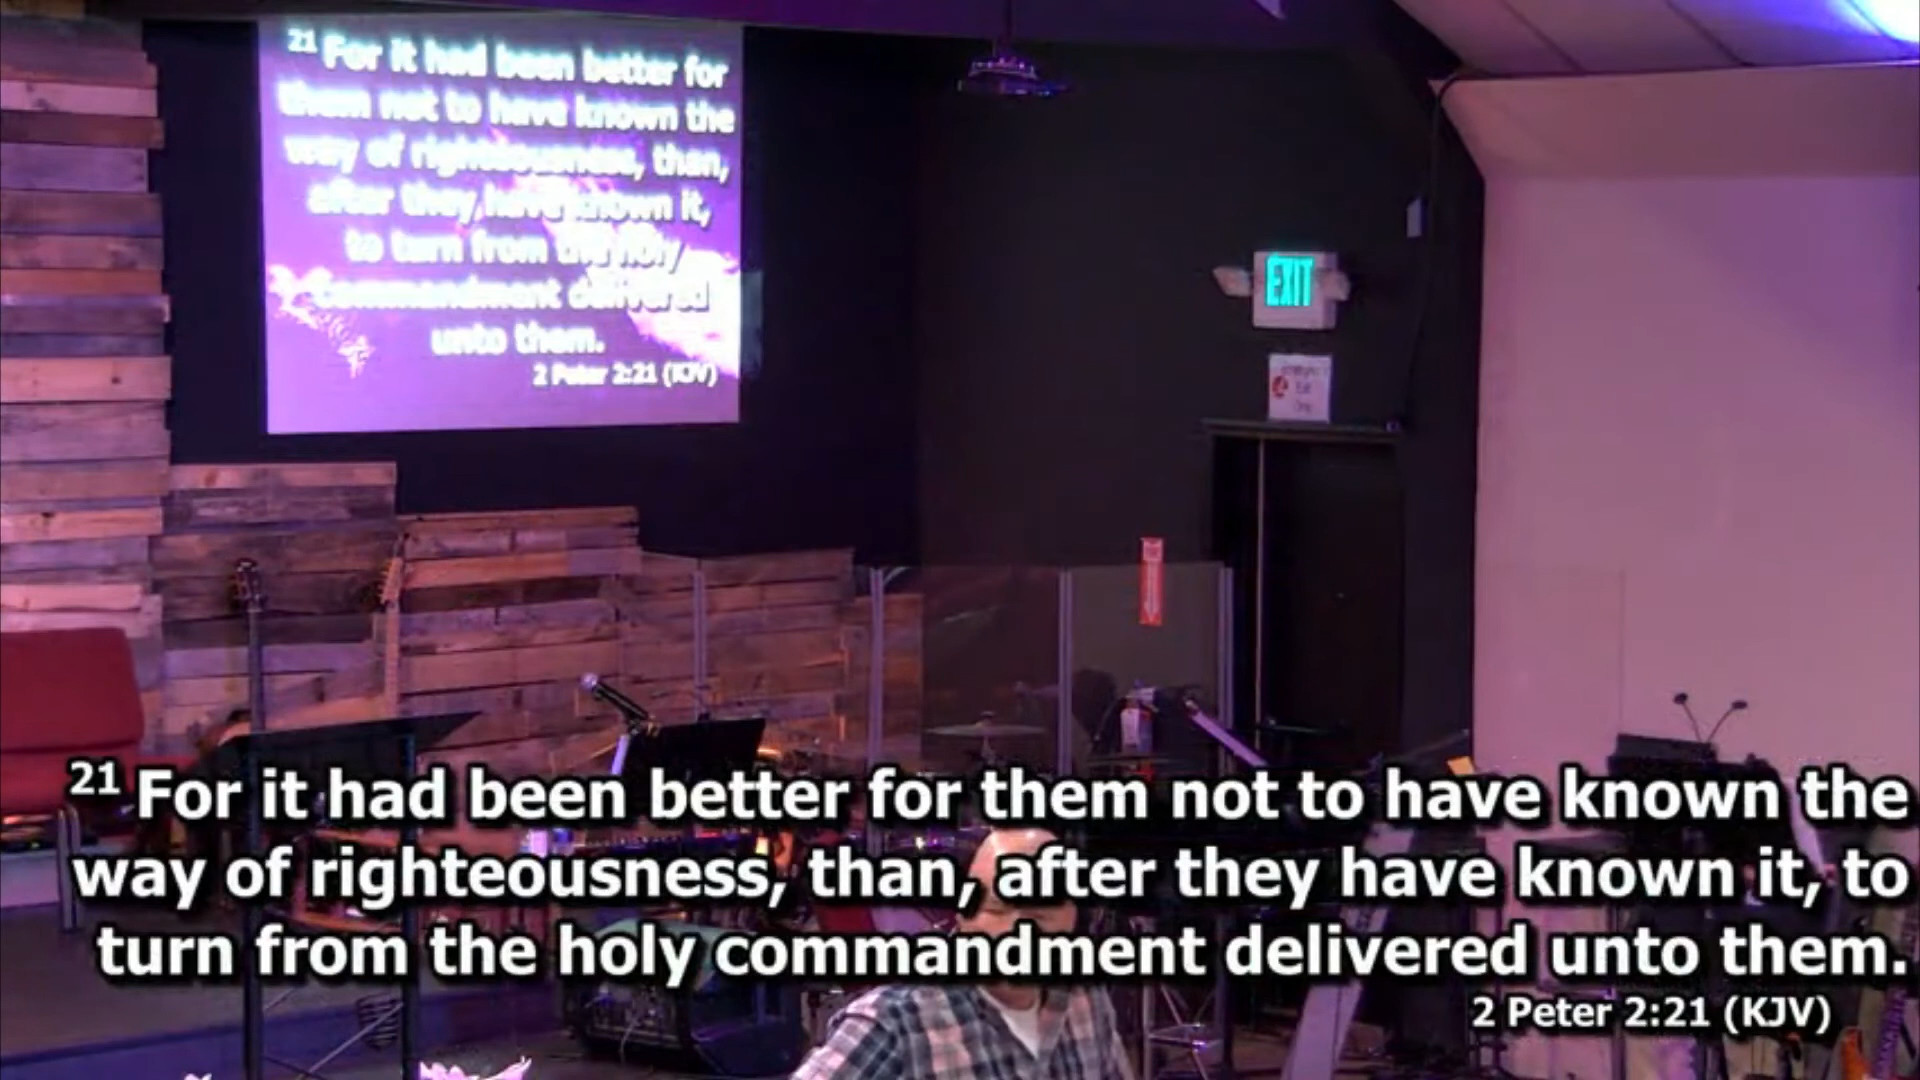 21 For it had been better for
them not to have known the
way of righteousness, than,
after they have known it,
to turn from the holy
commandment delivered
unto them.
2 Peter 2:21 (KJV)
EXIT
21 For it had been better for them not to have known the
way of righteousness, than, after they have known it, to
turn from the holy commandment delivered unto them.
2 Peter 2:21 (KJV)